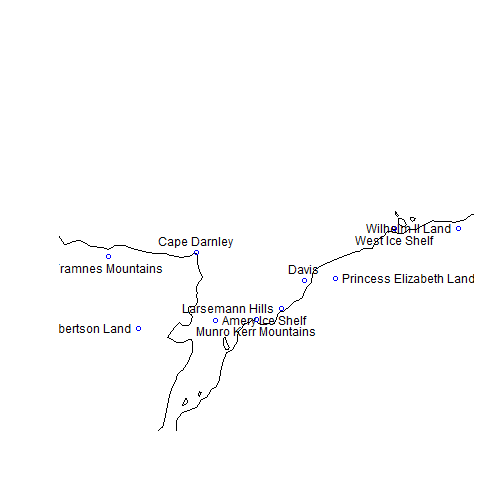 Wilhelm II Land
West Ice Shelf
Cape Darnley
ramnes Mountains
Davis
Princess Elizabeth Land
Larsemann Hills
Amery Ice Shelf
bertson Land
Munro Kerr Mountains